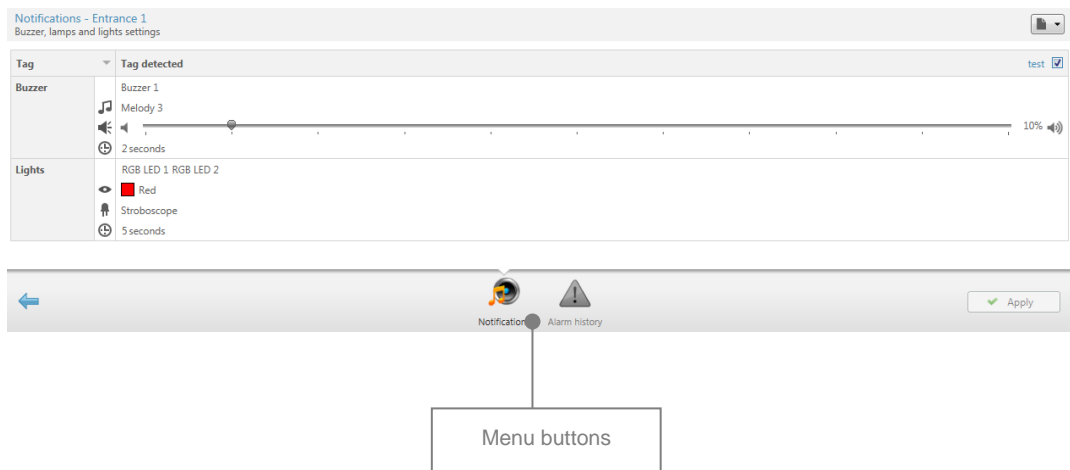 Notifications - Entrance 1
Buzzer, lamps and lights settings
Tag Tag detected test
Buzzer Buzzer 1
Melody 3
10%
2 seconds
Lights RGB LED 1 RGB LED 2
Red
Stroboscope
5 seconds
Notification Alarm history Apply
Menu buttons